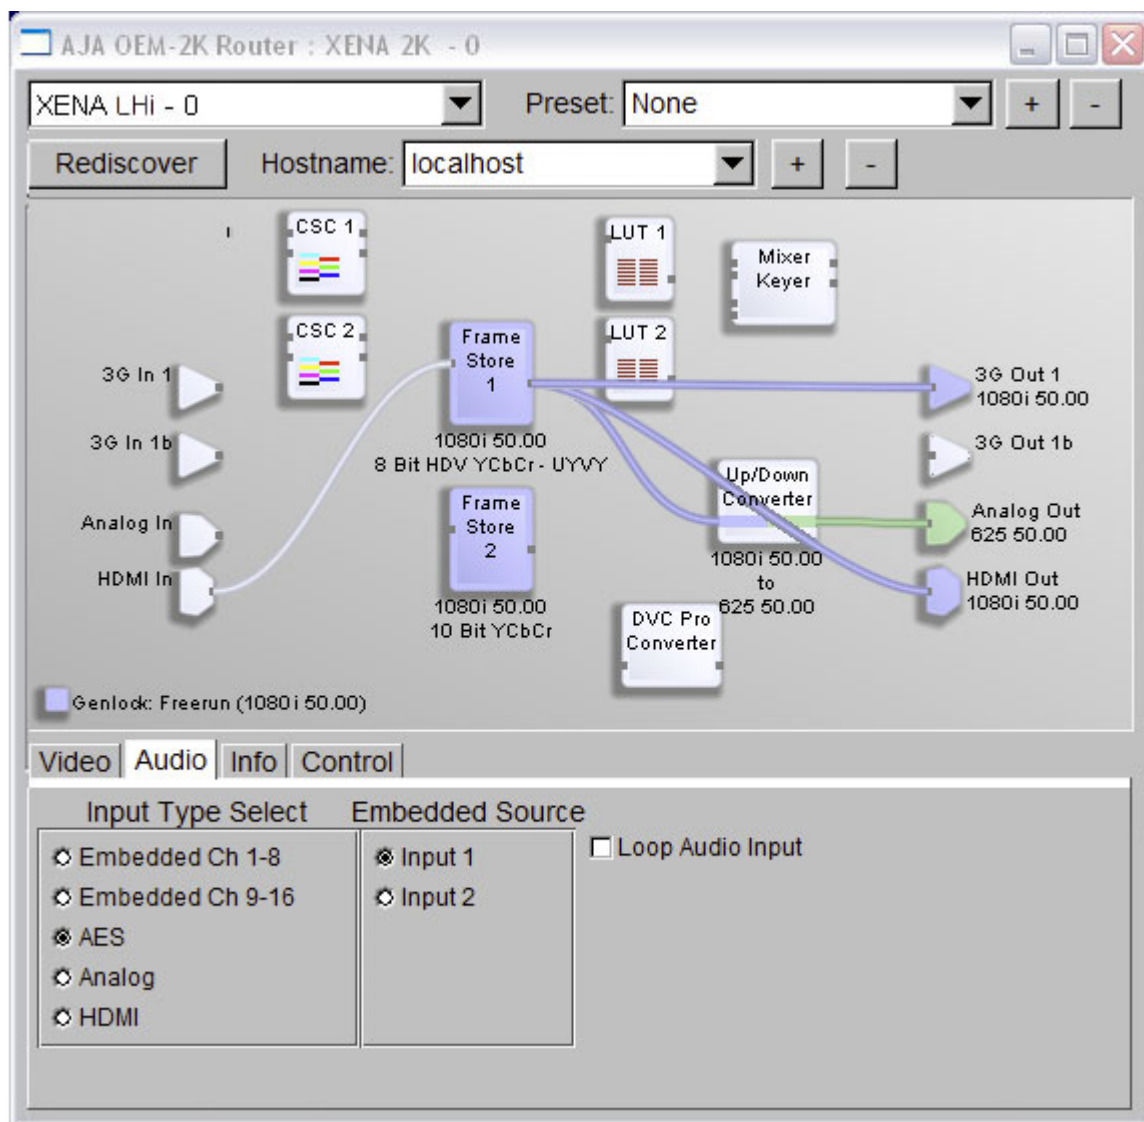 AJA OEM-2K Router : XENA 2K - 0
XENA LHi - 0
Preset: None
+ -
Rediscover
Hostname: localhost
+ -
CSC 1
LUT 1
Mixer
Keyer
CSC 2
Frame
Store
1
LUT 2
3G In 1
3G Out 1
1080i 50.00
3G In 1b
1080i 50.00
8 Bit HDV YCbCr - UYVY
3G Out 1b
Up/Down
Converter
Frame
Store
2
Analog In
Analog Out
625 50.00
1080i 50.00
to
625 50.00
HDMI In
HDMI Out
1080i 50.00
1080i 50.00
10 Bit YCbCr
DVC Pro
Converter
Genlock: Freerun (1080i 50.00)
Video Audio Info Control
Input Type Select
Embedded Source
Embedded Ch 1-8
Input 1
Loop Audio Input
Embedded Ch 9-16
Input 2
AES
Analog
HDMI